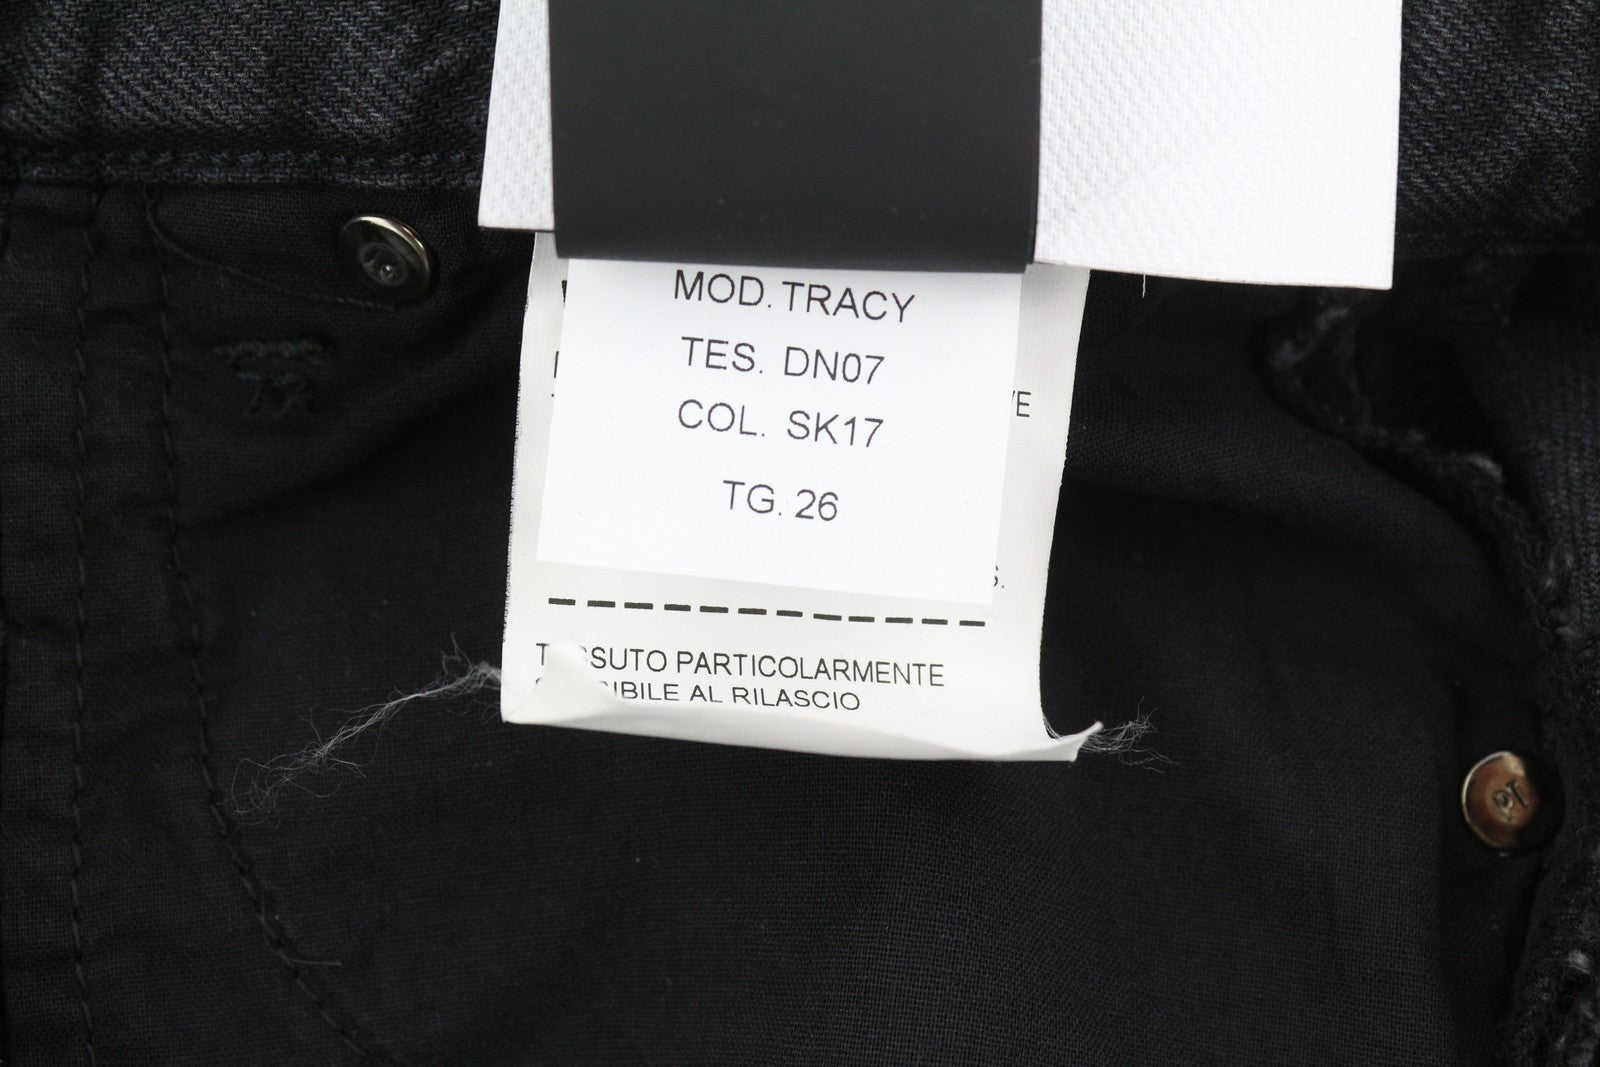 MOD. TRACY
TES. DN07
COL. SK17
TG. 26
PARTICOLARMENTE
AL RILASCIO